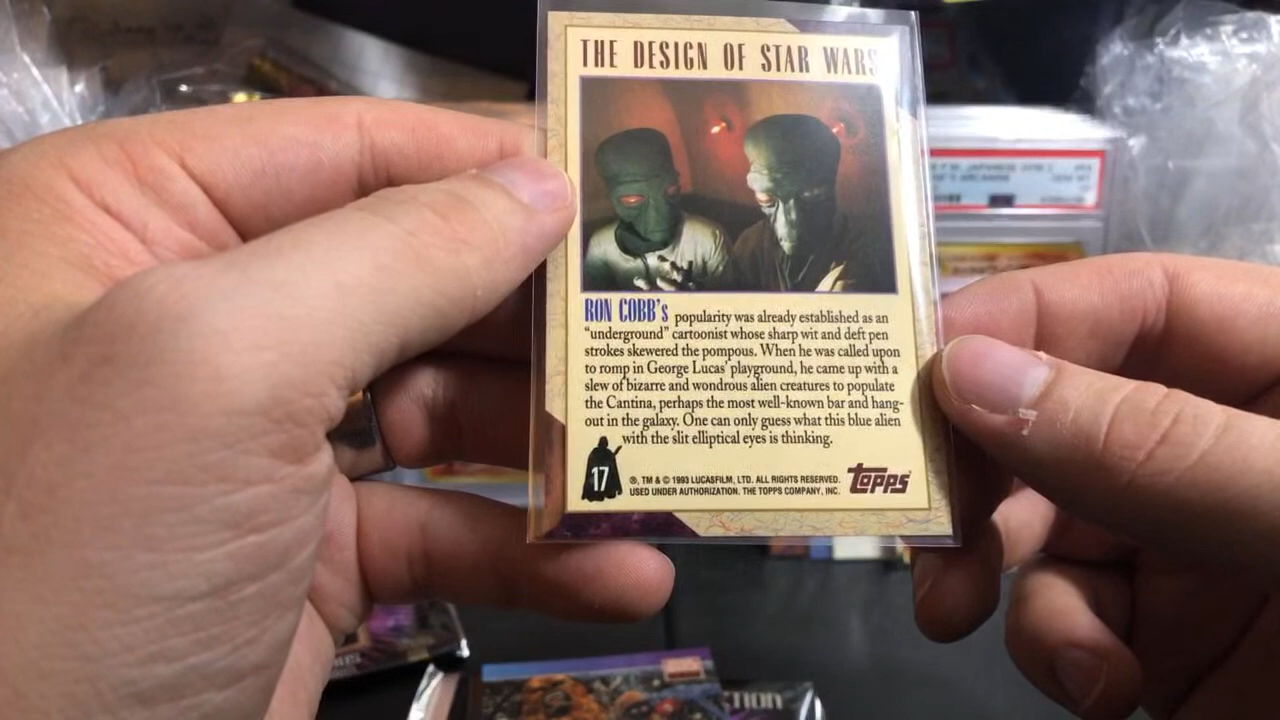 THE DESIGN OF STAR WARS
RON COBB's popularity was already established as an
"underground" cartoonist whose sharp wit and deft pen
strokes skewered the pompous. When he was called upon
to romp in George Lucas' playground, he came up with a
slew of bizarre and wondrous alien creatures to populate
the Cantina, perhaps the most well-known bar and hang-
out in the galaxy. One can only guess what this blue alien
with the slit elliptical eyes is thinking.
17
®, TM & © 1993 LUCASFILM, LTD. ALL RIGHTS RESERVED.
USED UNDER AUTHORIZATION. THE TOPPS COMPANY, INC.
TOPPS